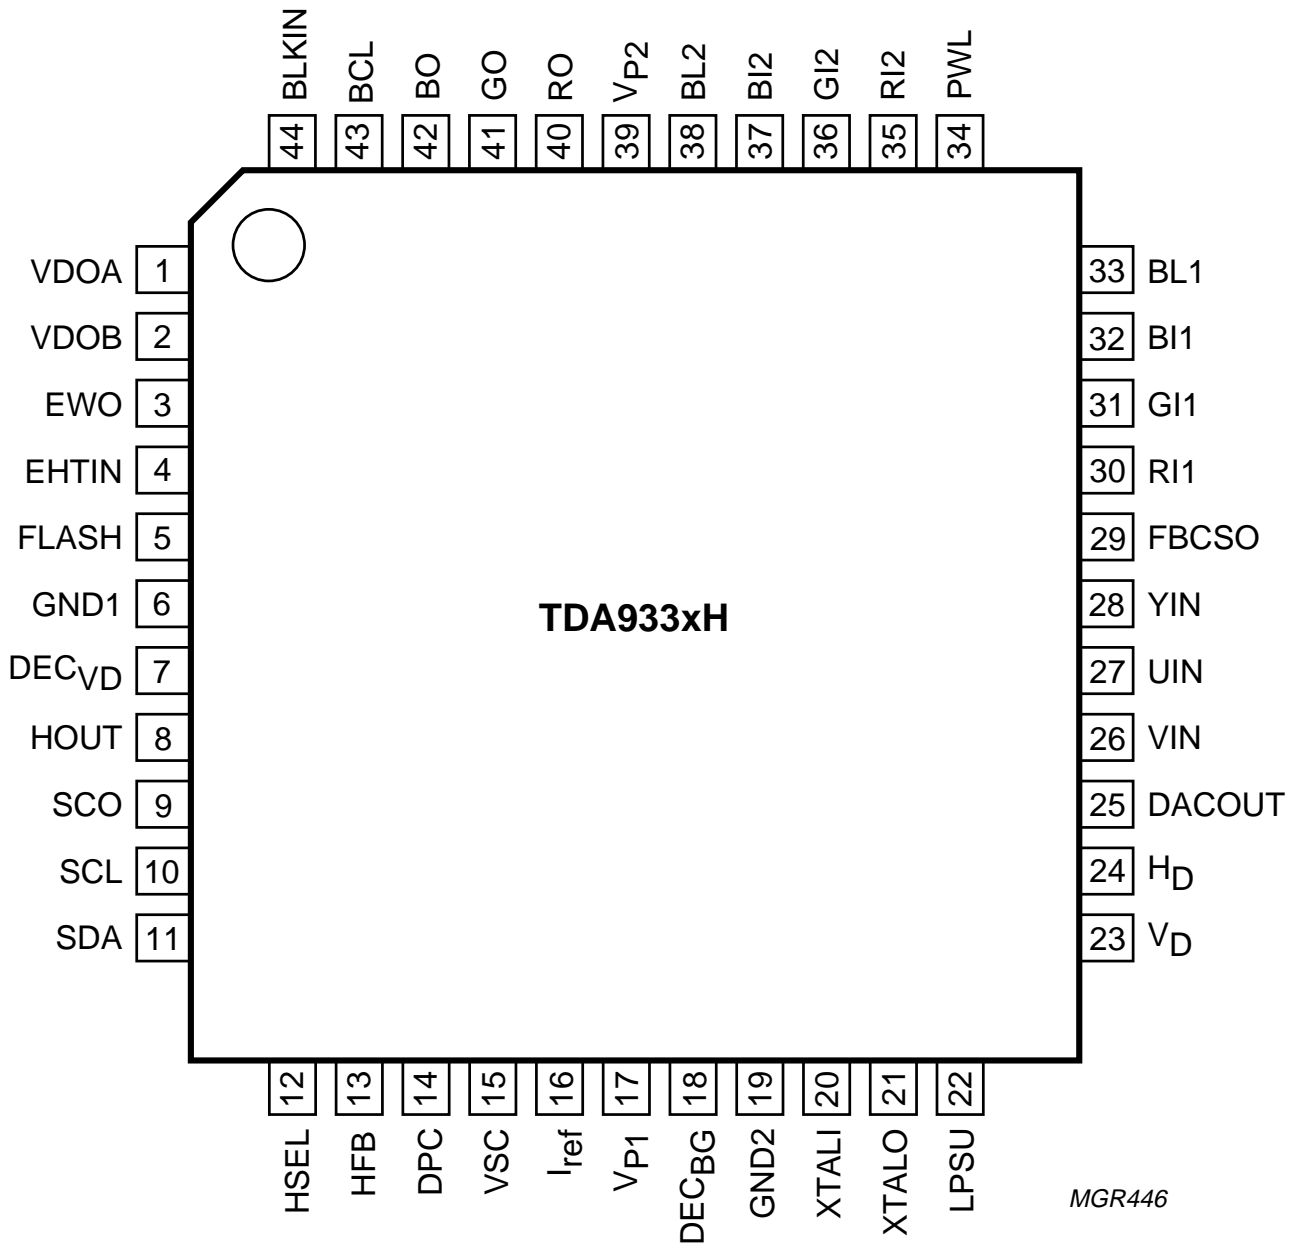 BLKIN
BCL
BO
GO
RO
VP2
BL2
BI2
GI2
RI2
PWL
44
43
42
41
40
39
38
37
36
35
34
VDOA 1
VDOB 2
EWO 3
EHTIN 4
FLASH 5
GND1 6
DECVD 7
HOUT 8
SCO 9
SCL 10
SDA 11
TDA933xH
33 BL1
32 BI1
31 GI1
30 RI1
29 FBCSO
28 YIN
27 UIN
26 VIN
25 DACOUT
24 HD
23 VD
12
13
14
15
16
17
18
19
20
21
22
HSEL
HFB
DPC
VSC
Iref
VP1
DECBG
GND2
XTALI
XTALO
LPSU
MGR446